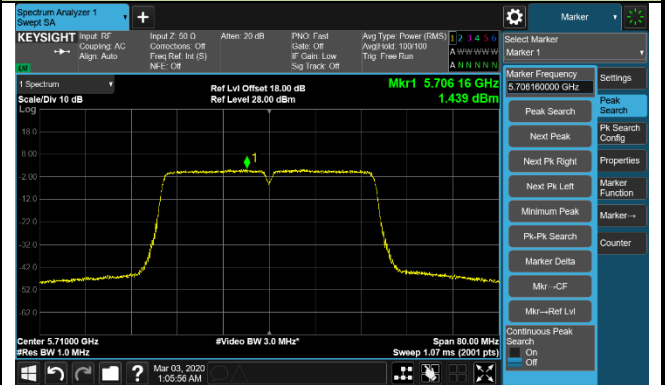 Spectrum Analyzer 1
Swept SA
+
Marker
KEYSIGHT Input: RF Input Z: 50 Ω Atten: 20 dB PNO: Fast Avg Type: Power (RMS) 1 2 3 4 5 6
Coupling: AC Corrections: Off Gate: Off Avg|Hold: 100/100 A W W W W W
Align: Auto Freq Ref: Int (S) IF Gain: Low Trig: Free Run
NFE: Off Sig Track: Off A N N N N N
LXI
Select Marker
Marker 1
1 Spectrum
Ref Lvl Offset 18.00 dB
Mkr1 5.706 16 GHz
Scale/Div 10 dB
Ref Level 28.00 dBm
1.439 dBm
Log
18.0
8.00
-2.00
-12.0
-22.0
-32.0
-42.0
-52.0
-62.0
1
Center 5.71000 GHz
#Video BW 3.0 MHz*
Span 80.00 MHz
#Res BW 1.0 MHz
Sweep 1.07 ms (2001 pts)
Marker Frequency
5.706160000 GHz
Peak Search
Next Peak
Next Pk Right
Next Pk Left
Minimum Peak
Pk-Pk Search
Marker Delta
Mkr→CF
Mkr→Ref Lvl
Continuous Peak
Search
On
Off
Settings
Peak
Search
Pk Search
Config
Properties
Marker
Function
Marker→
Counter
?
Mar 03, 2020
1:05:56 AM